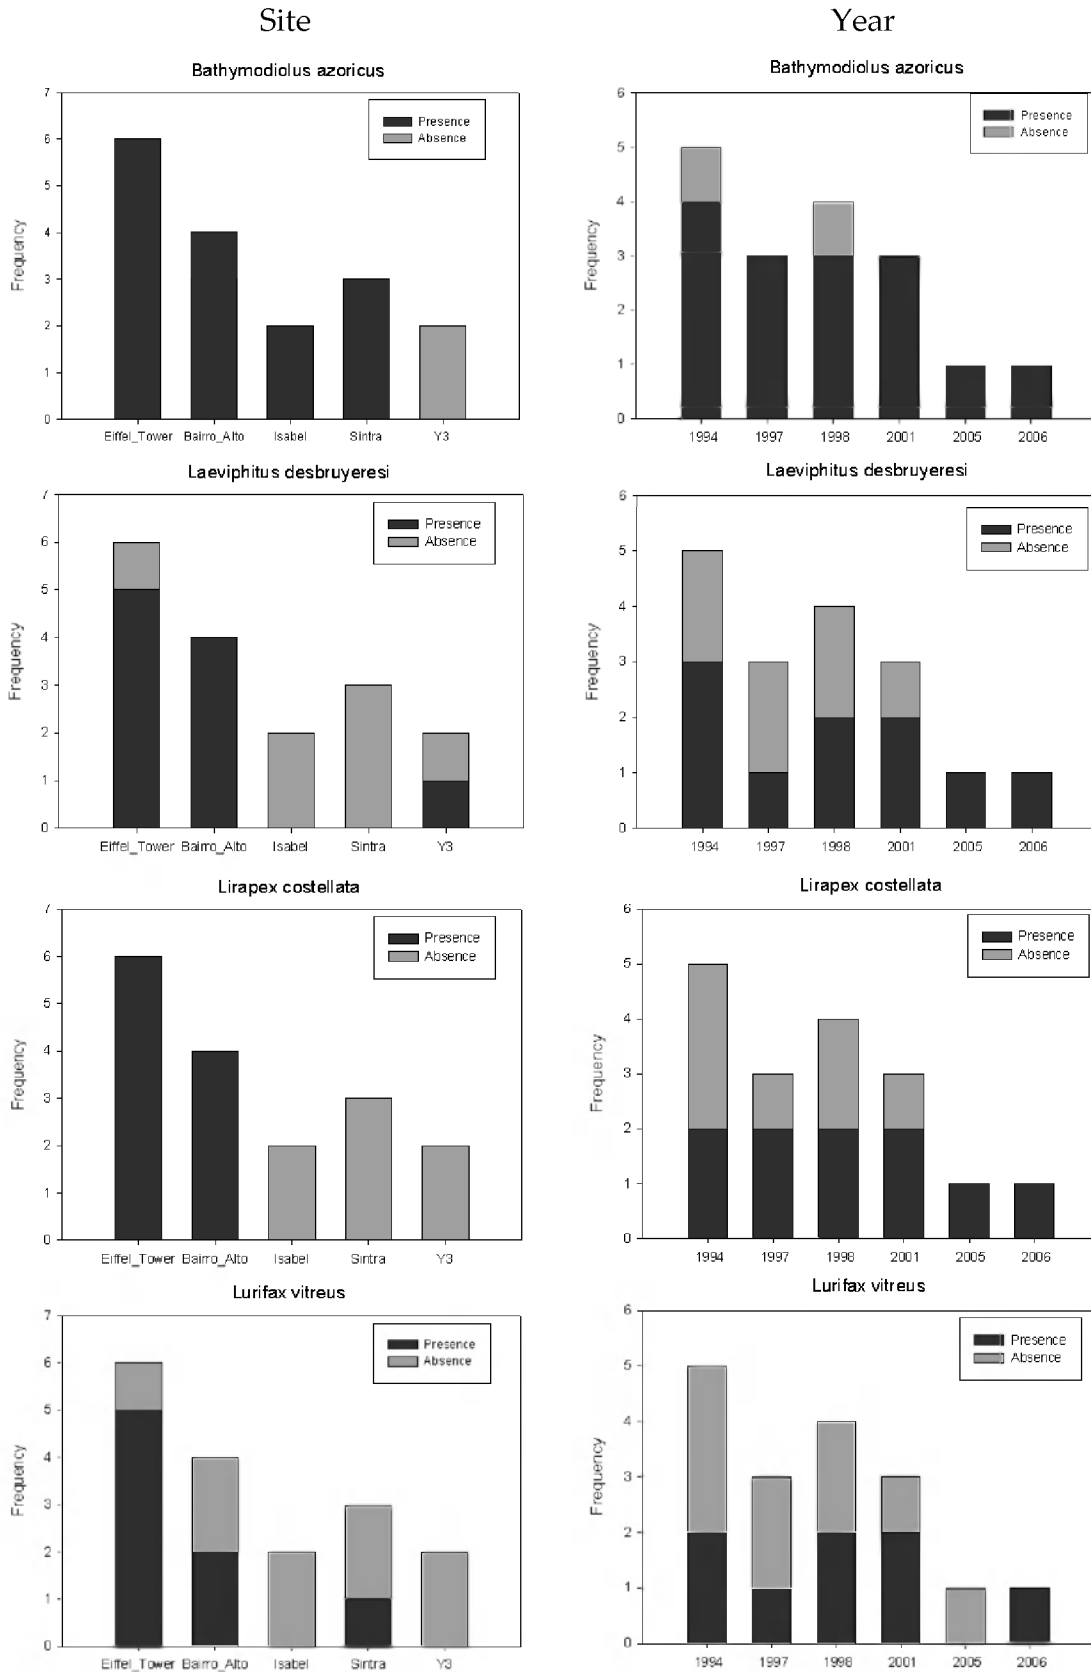 Site
Year
Bathymodiolus azoricus
7
6
5
4
3
2
1
0
Frequency
Presence
Absence
Eiffel_Tower Bairro_Alto Isabel Sintra Y3
Bathymodiolus azoricus
6
5
4
3
2
1
0
Frequency
Presence
Absence
1994 1997 1998 2001 2005 2006
Laeviphitus desbruyeresi
7
6
5
4
3
2
1
0
Frequency
Presence
Absence
Eiffel_Tower Bairro_Alto Isabel Sintra Y3
Laeviphitus desbruyeresi
6
5
4
3
2
1
0
Frequency
Presence
Absence
1994 1997 1998 2001 2005 2006
Lirapex costellata
7
6
5
4
3
2
1
0
Frequency
Presence
Absence
Eiffel_Tower Bairro_Alto Isabel Sintra Y3
Lirapex costellata
6
5
4
3
2
1
0
Frequency
Presence
Absence
1994 1997 1998 2001 2005 2006
Lurifax vitreus
7
6
5
4
3
2
1
0
Frequency
Presence
Absence
Eiffel_Tower Bairro_Alto Isabel Sintra Y3
Lurifax vitreus
6
5
4
3
2
1
0
Frequency
Presence
Absence
1994 1997 1998 2001 2005 2006